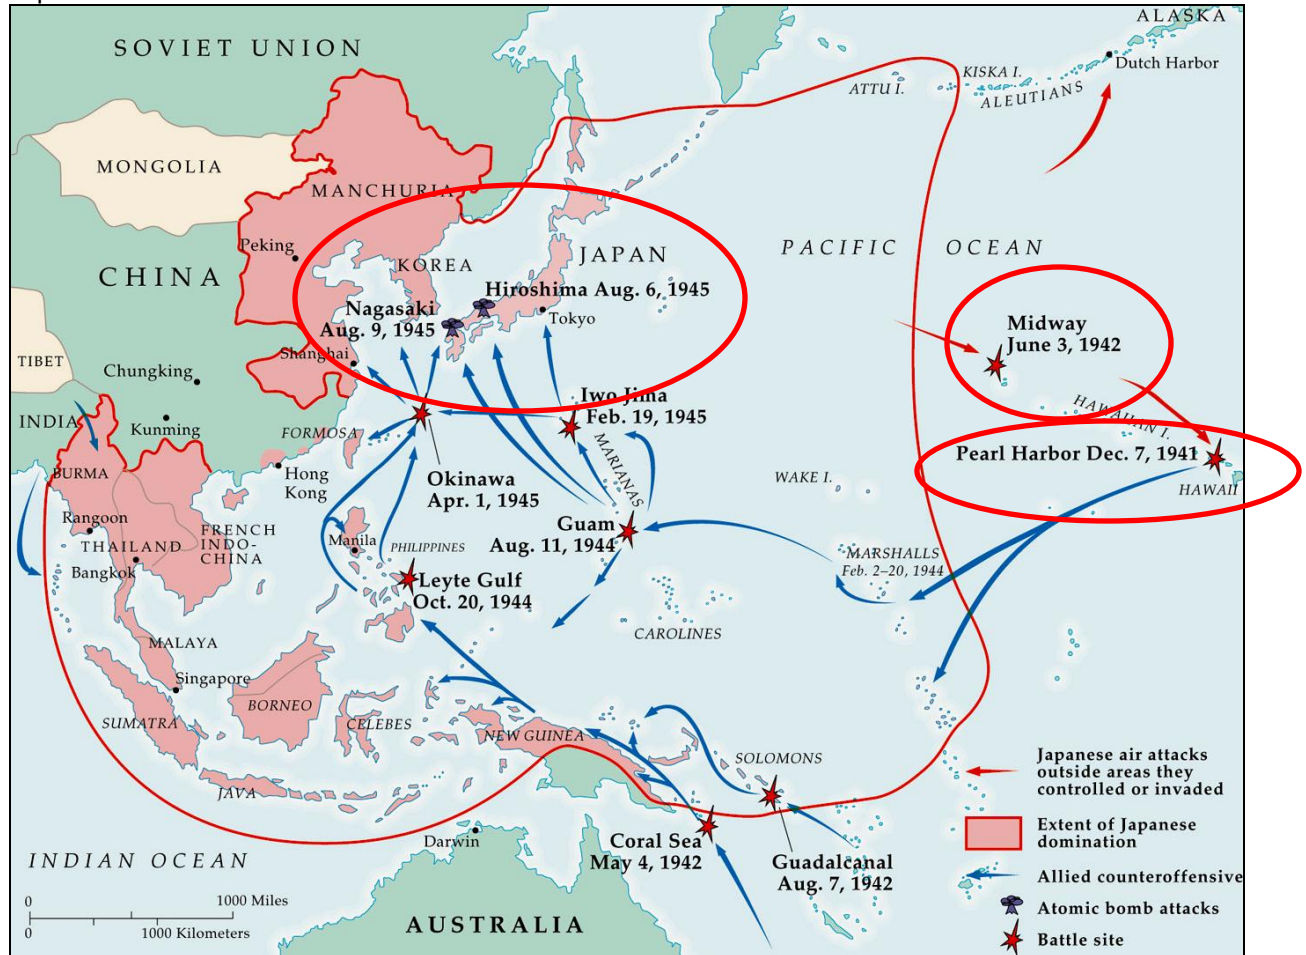 ALASKA
SOVIET UNION
Dutch Harbor
KISKA I.
ATTU I.
ALEUTIANS
MONGOLIA
MANCHURIA
Peking
KOREA
JAPAN
PACIFIC OCEAN
CHINA
Hiroshima Aug. 6, 1945
Nagasaki
Aug. 9, 1945
Tokyo
Midway
June 3, 1942
Shanghai
TIBET
Chungking
Iwo Jima
Feb. 19, 1945
HAWAIIAN I.
INDIA
Kunming
FORMOSA
MARIANAS
Pearl Harbor Dec. 7, 1941
BURMA
Hong
Kong
Okinawa
Apr. 1, 1945
WAKE I.
HAWAII
Rangoon
FRENCH
INDO-
CHINA
THAILAND
Bangkok
Manila
PHILIPPINES
Guam
Aug. 11, 1944
MARSHALLS
Feb. 2–20, 1944
Leyte Gulf
Oct. 20, 1944
CAROLINES
MALAYA
Singapore
SUMATRA
BORNEO
CELEBES
NEW GUINEA
SOLOMONS
JAVA
Darwin
Coral Sea
May 4, 1942
Guadalcanal
Aug. 7, 1942
INDIAN OCEAN
AUSTRALIA
0 1000 Miles
0 1000 Kilometers
Japanese air attacks
outside areas they
controlled or invaded
Extent of Japanese
domination
Allied counteroffensive
Atomic bomb attacks
Battle site